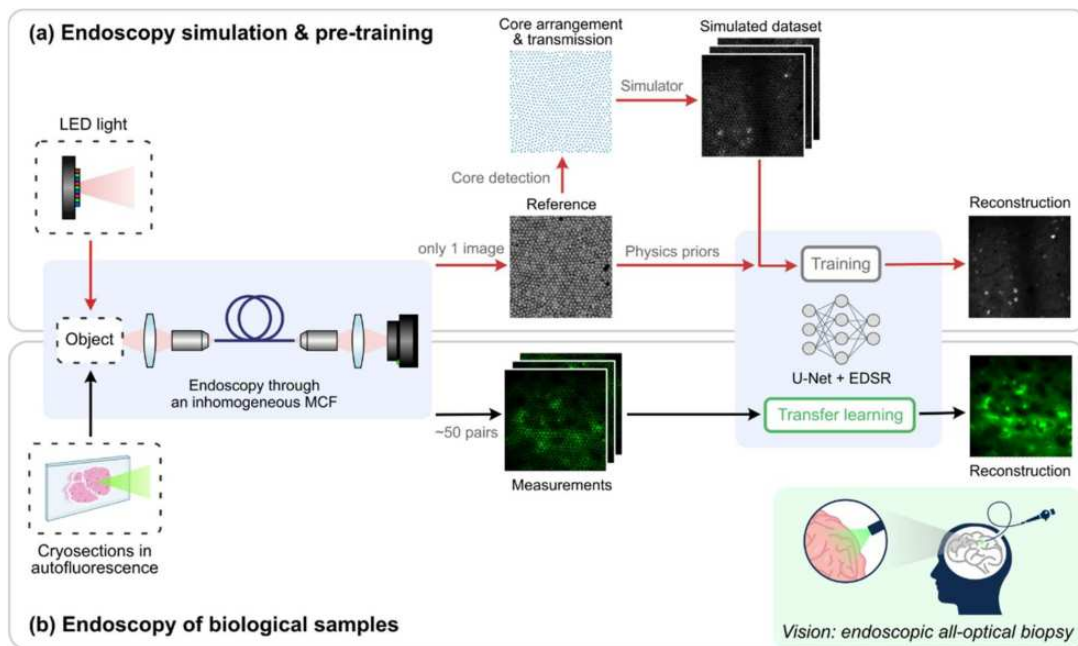 (a) Endoscopy simulation & pre-training
Core arrangement
& transmission
Simulated dataset
Simulator
LED light
Core detection
Reference
Reconstruction
only 1 image
Physics priors
Training
Object
Endoscopy through
an inhomogeneous MCF
U-Net + EDSR
~50 pairs
Transfer learning
Measurements
Reconstruction
Cryosections in
autofluorescence
(b) Endoscopy of biological samples
Vision: endoscopic all-optical biopsy